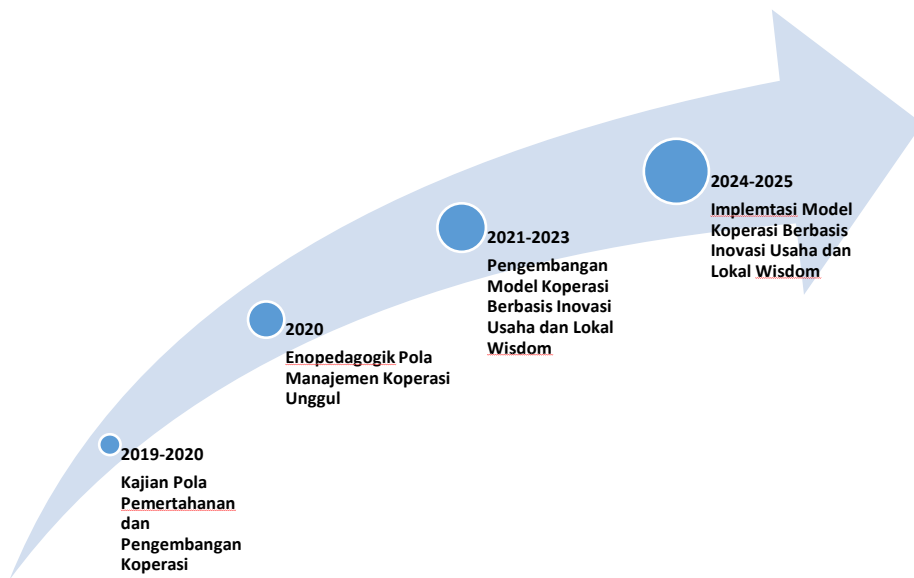 2019-2020
Kajian Pola
Pemertahanan
dan
Pengembangan
Koperasi
2020
Enopedagogik Pola
Manajemen Koperasi
Unggul
2021-2023
Pengembangan
Model Koperasi
Berbasis Inovasi
Usaha dan Lokal
Wisdom
2024-2025
Implemtasi Model
Koperasi Berbasis
Inovasi Usaha dan
Lokal Wisdom